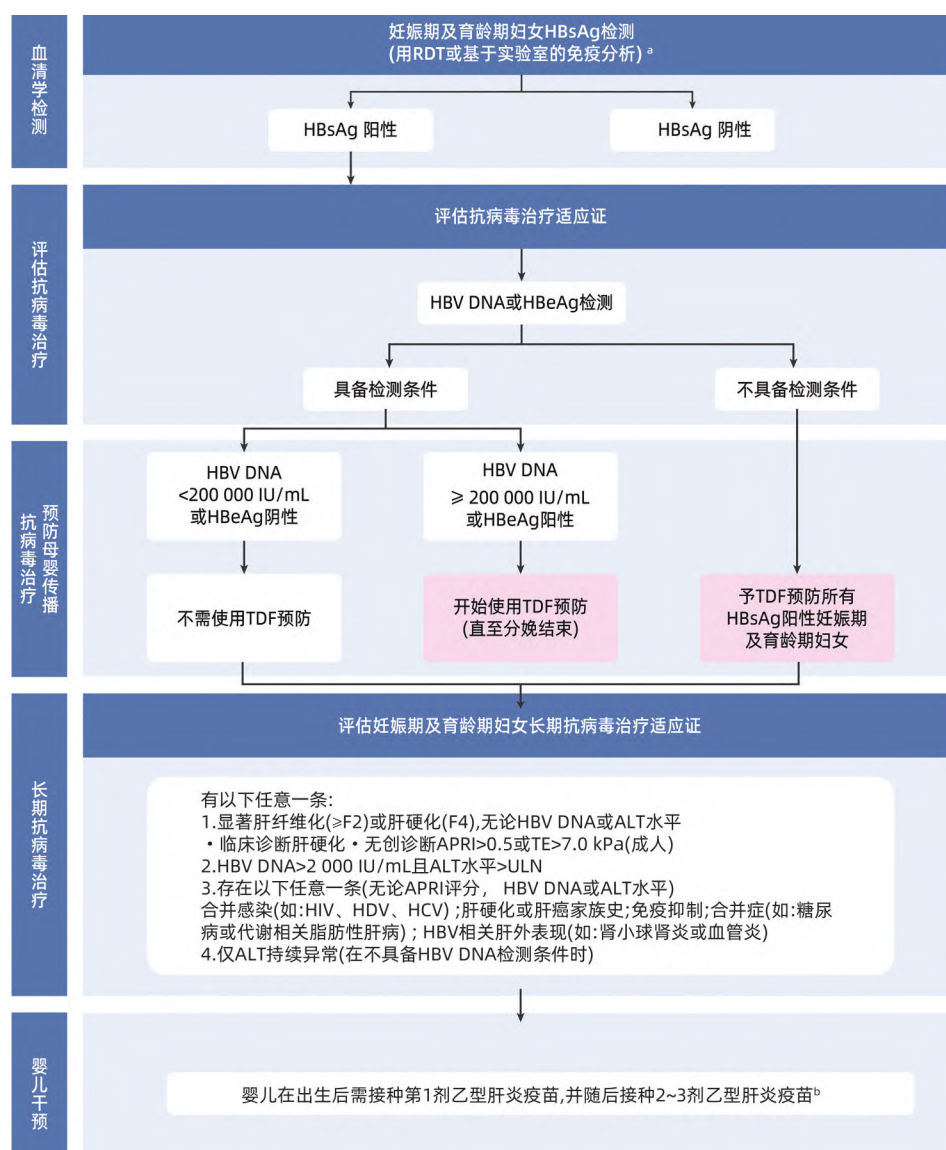 血清学检测
妊娠期及育龄期妇女HBsAg检测
(用RDT或基于实验室的免疫分析) ᵃ
HBsAg 阳性
HBsAg 阴性
评估抗病毒治疗
评估抗病毒治疗适应证
HBV DNA或HBeAg检测
具备检测条件
不具备检测条件
预防母婴传播
抗病毒治疗
HBV DNA
<200 000 IU/mL
或HBeAg阴性
HBV DNA
≥ 200 000 IU/mL
或HBeAg阳性
不需使用TDF预防
开始使用TDF预防
(直至分娩结束)
予TDF预防所有
HBsAg阳性妊娠期
及育龄期妇女
长期抗病毒治疗
评估妊娠期及育龄期妇女长期抗病毒治疗适应证
有以下任意一条:
1.显著肝纤维化(≥F2)或肝硬化(F4),无论HBV DNA或ALT水平
・临床诊断肝硬化・无创诊断APRI>0.5或TE>7.0 kPa(成人)
2.HBV DNA>2 000 IU/mL且ALT水平>ULN
3.存在以下任意一条(无论APRI评分, HBV DNA或ALT水平)
合并感染(如:HIV、HDV、HCV) ;肝硬化或肝癌家族史;免疫抑制;合并症(如:糖尿
病或代谢相关脂肪性肝病) ; HBV相关肝外表现(如:肾小球肾炎或血管炎)
4.仅ALT持续异常(在不具备HBV DNA检测条件时)
婴儿干预
婴儿在出生后需接种第1剂乙型肝炎疫苗,并随后接种2~3剂乙型肝炎疫苗ᵇ